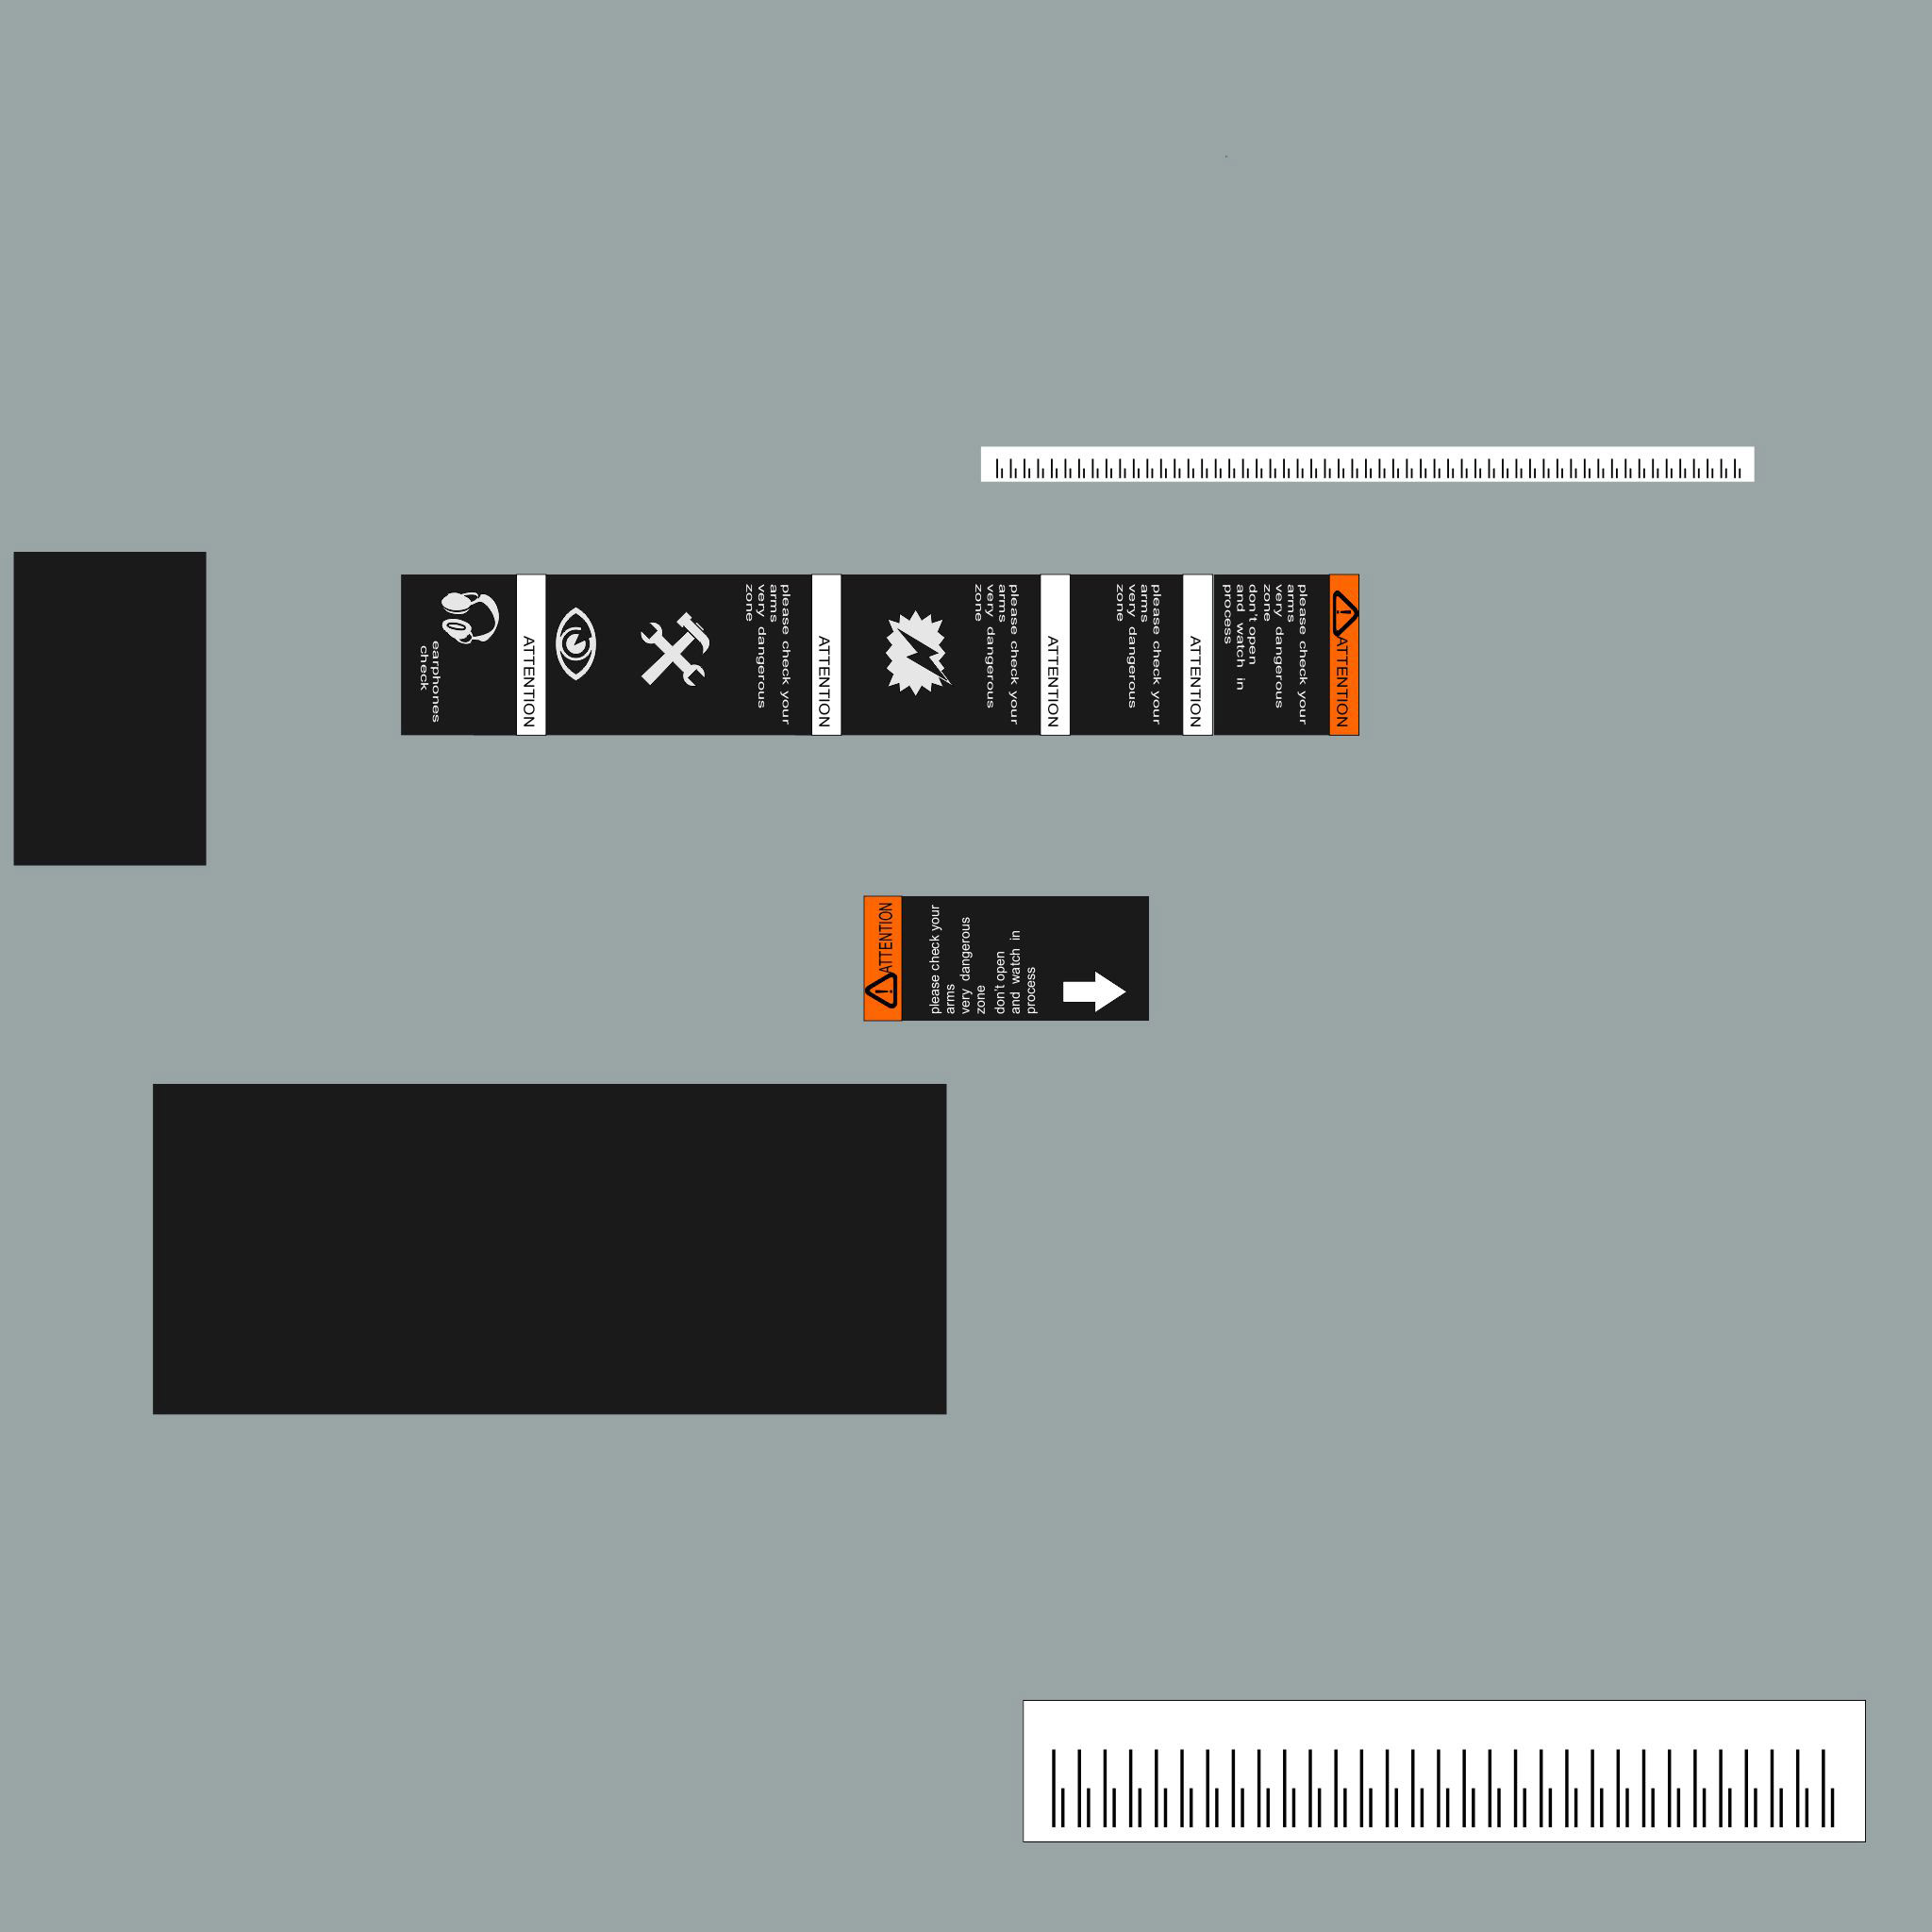 ATTENTION
please check your
arms
very dangerous
zone
don't open
and watch in
process
ATTENTION
please check your
arms
very dangerous
zone
ATTENTION
please check your
arms
very dangerous
zone
ATTENTION
please check your
arms
very dangerous
zone
ATTENTION
earphones
check
ATTENTION
please check your
arms
very dangerous
zone
don't open
and watch in
process